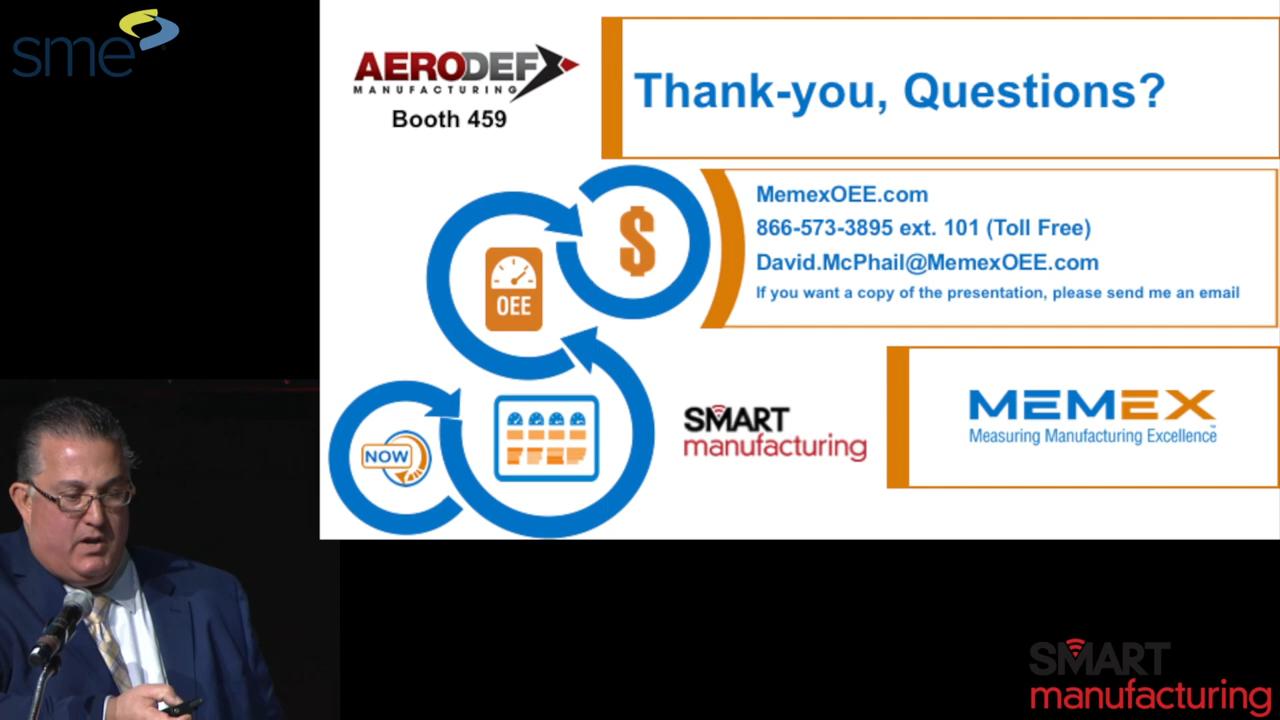 sme
AERODEF
MANUFACTURING
Booth 459
Thank-you, Questions?
MemexOEE.com
866-573-3895 ext. 101 (Toll Free)
David.McPhail@MemexOEE.com
If you want a copy of the presentation, please send me an email
$
OEE
NOW
SMART
manufacturing
MEMEX
Measuring Manufacturing Excellence™
SMART
manufacturing